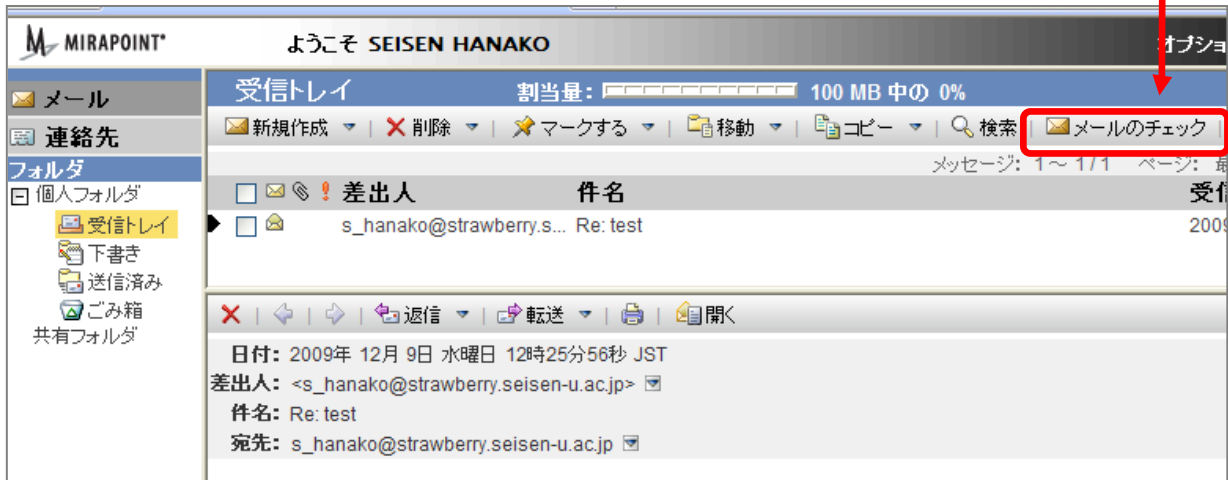 MIRAPOINT ようこそ SEISEN HANAKO オプショ
メール
連絡先
フォルダ
個人フォルダ
受信トレイ
下書き
送信済み
ごみ箱
共有フォルダ
受信トレイ 割当量: 100 MB 中の 0%
新規作成 | 削除 | マークする | 移動 | コピー | 検索 | メールのチェック |
メッセージ: 1～1/1 ページ: 最
差出人 件名 受信
s_hanako@strawberry.s... Re: test 2009
返信 | 転送 | 開く
日付: 2009年 12月 9日 水曜日 12時25分56秒 JST
差出人: <s_hanako@strawberry.seisen-u.ac.jp>
件名: Re: test
宛先: s_hanako@strawberry.seisen-u.ac.jp